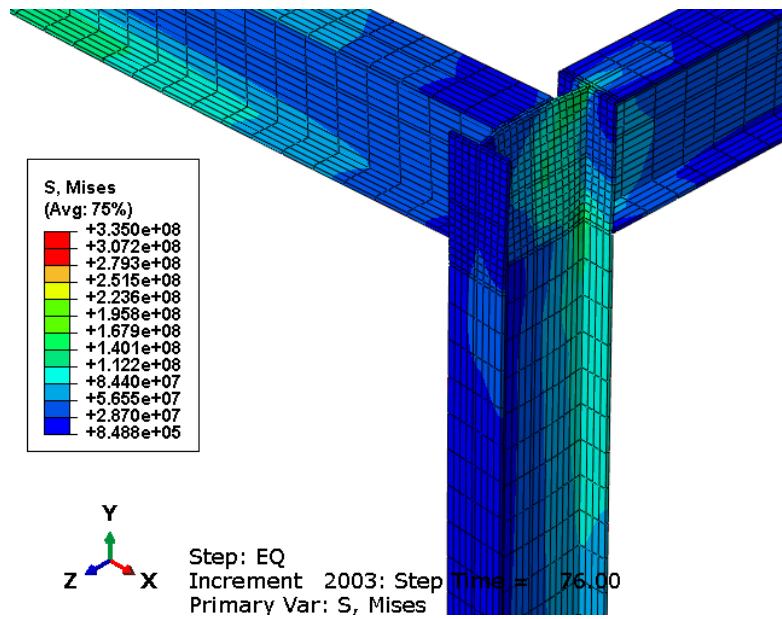 S, Mises
(Avg: 75%)
+3.350e+08
+3.072e+08
+2.793e+08
+2.515e+08
+2.236e+08
+1.958e+08
+1.679e+08
+1.401e+08
+1.122e+08
+8.440e+07
+5.655e+07
+2.870e+07
+8.488e+05
Y
Z X
Step: EQ
Increment 2003: Step Time = 76.00
Primary Var: S, Mises